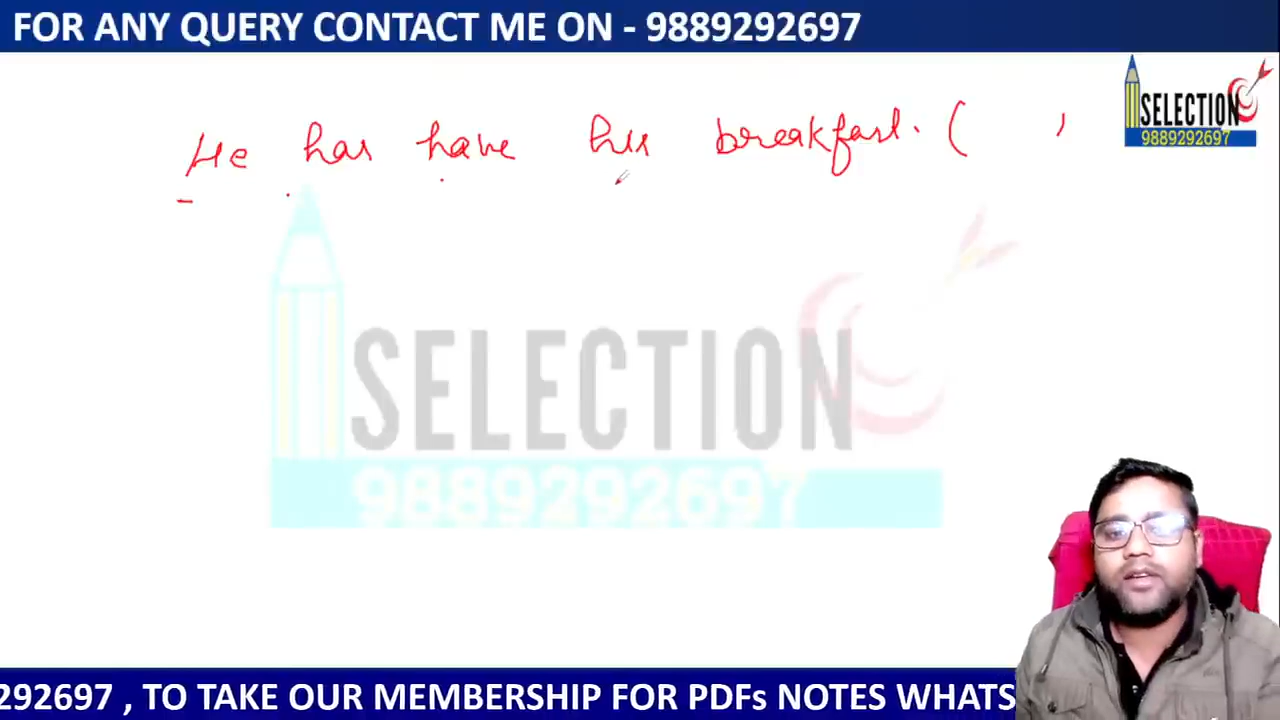 FOR ANY QUERY CONTACT ME ON - 9889292697
SELECTION
9889292697
He has have his breakfast. ( ,
SELECTION
9889292697
292697 , TO TAKE OUR MEMBERSHIP FOR PDFs NOTES WHATS